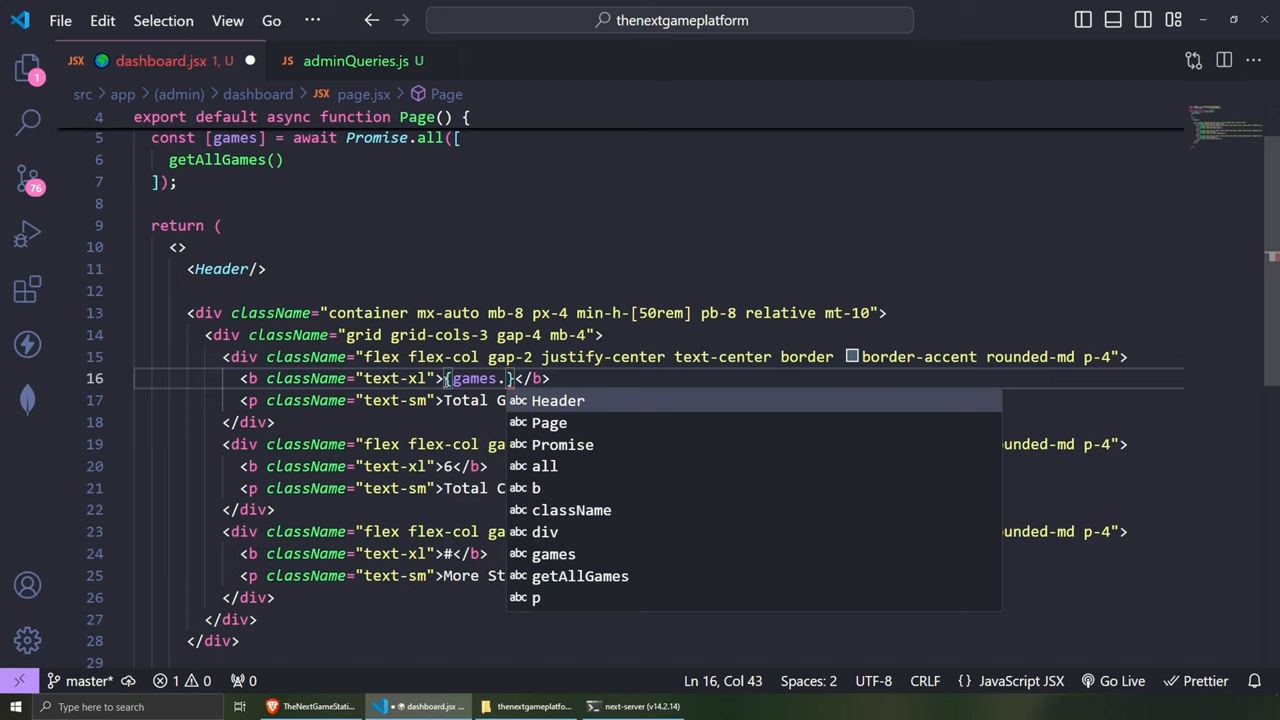 File Edit Selection View Go ··· thenextgameplatform
JSX dashboard.jsx 1, U JS adminQueries.js U
src > app > (admin) > dashboard > JSX page.jsx > Page
4 export default async function Page() {
5 const [games] = await Promise.all([
6 getAllGames()
7 ]);
8
9 return (
10 <>
11 <Header/>
12
13 <div className="container mx-auto mb-8 px-4 min-h-[50rem] pb-8 relative mt-10">
14 <div className="grid grid-cols-3 gap-4 mb-4">
15 <div className="flex flex-col gap-2 justify-center text-center border border-accent rounded-md p-4">
16 <b className="text-xl">{games.}</b>
17 <p className="text-sm">Total G
abc Header
18 </div>
abc Page
19 <div className="flex flex-col ga ounded-md p-4">
abc Promise
20 <b className="text-xl">6</b>
abc all
21 <p className="text-sm">Total C
abc b
22 </div>
abc className
23 <div className="flex flex-col ga ounded-md p-4">
abc div
24 <b className="text-xl">#</b>
abc games
25 <p className="text-sm">More St
abc getAllGames
26 </div>
abc p
27 </div>
28 </div>
29
1
76
master* 1 0 0 Ln 16, Col 43 Spaces: 2 UTF-8 CRLF {} JavaScript JSX Go Live Prettier
Type here to search TheNextGameStati... ● dashboard.jsx ... thenextgameplatfo... next-server (v14.2.14)